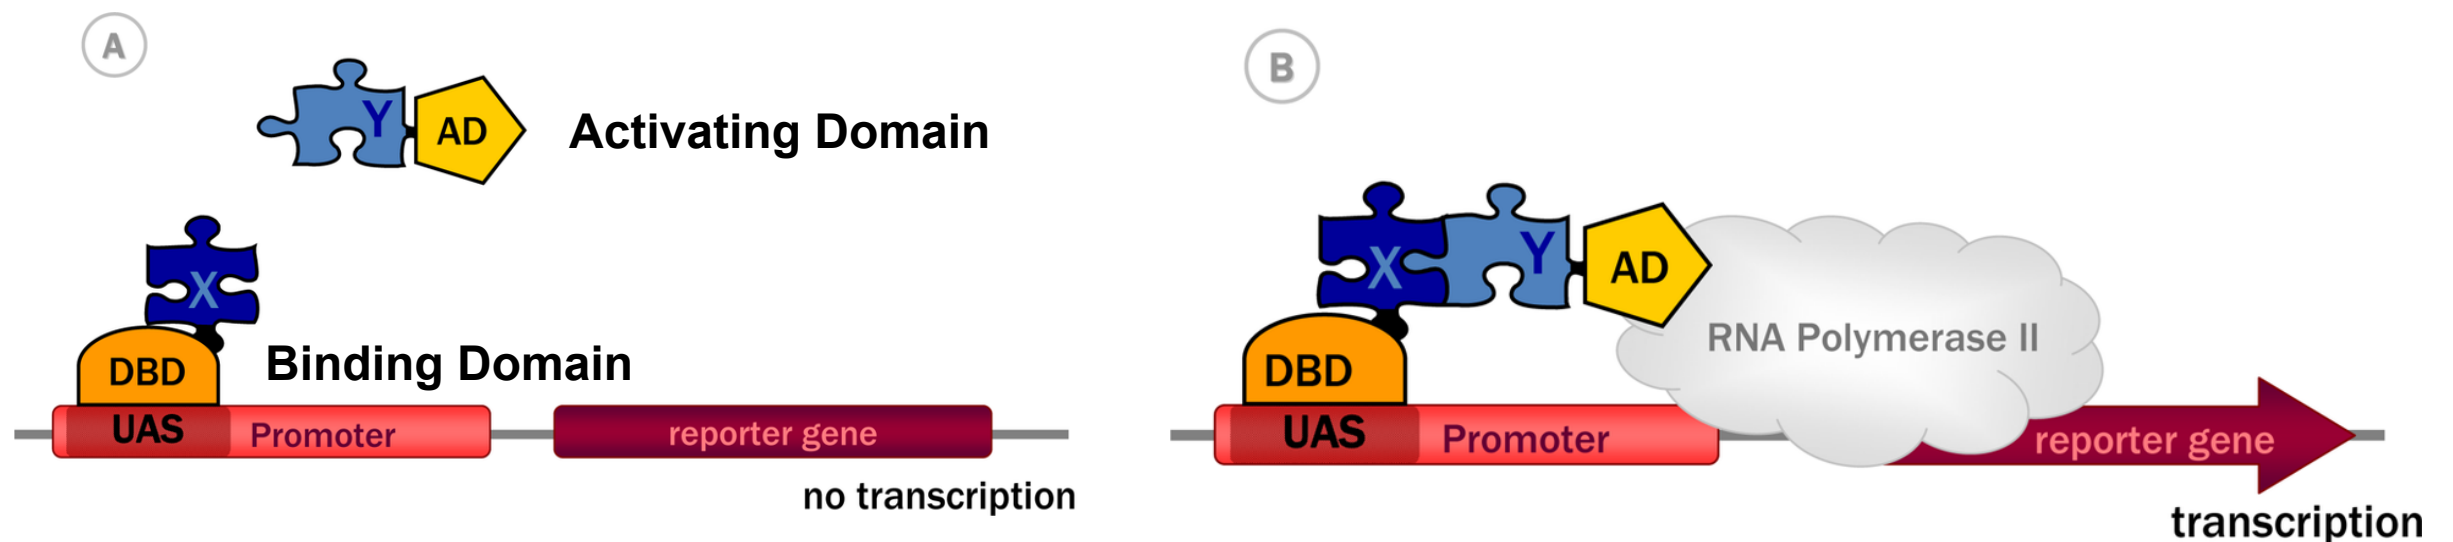 A
Y
AD
Activating Domain
X
DBD
Binding Domain
UAS
Promoter
reporter gene
no transcription
B
X
Y
AD
RNA Polymerase II
DBD
UAS
Promoter
reporter gene
transcription